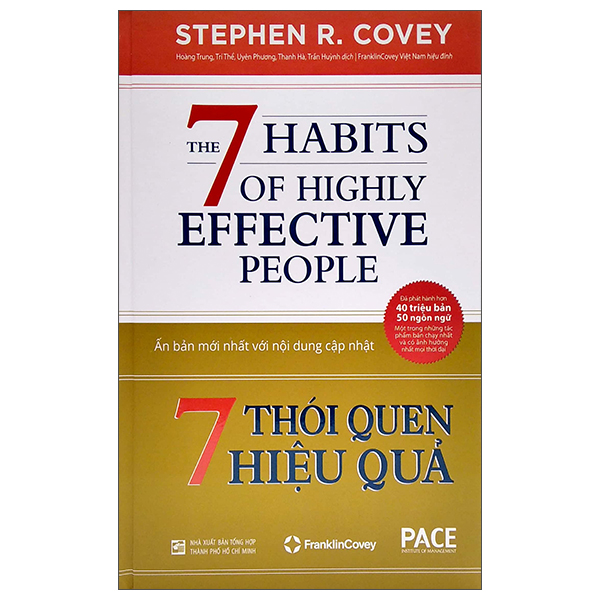 STEPHEN R. COVEY
Hoàng Trung, Trí Thể, Uyên Phương, Thanh Hà, Trần Huỳnh dịch | FranklinCovey Việt Nam hiệu đính
THE 7 HABITS
OF HIGHLY
EFFECTIVE
PEOPLE
Đã phát hành hơn
40 triệu bản
50 ngôn ngữ
Một trong những tác
phẩm bán chạy nhất
và có ảnh hưởng
nhất mọi thời đại
Ấn bản mới nhất với nội dung cập nhật
7 THÓI QUEN
HIỆU QUẢ
NHÀ XUẤT BẢN TỔNG HỢP
THÀNH PHỐ HỒ CHÍ MINH
FranklinCovey
PACE
INSTITUTE OF MANAGEMENT